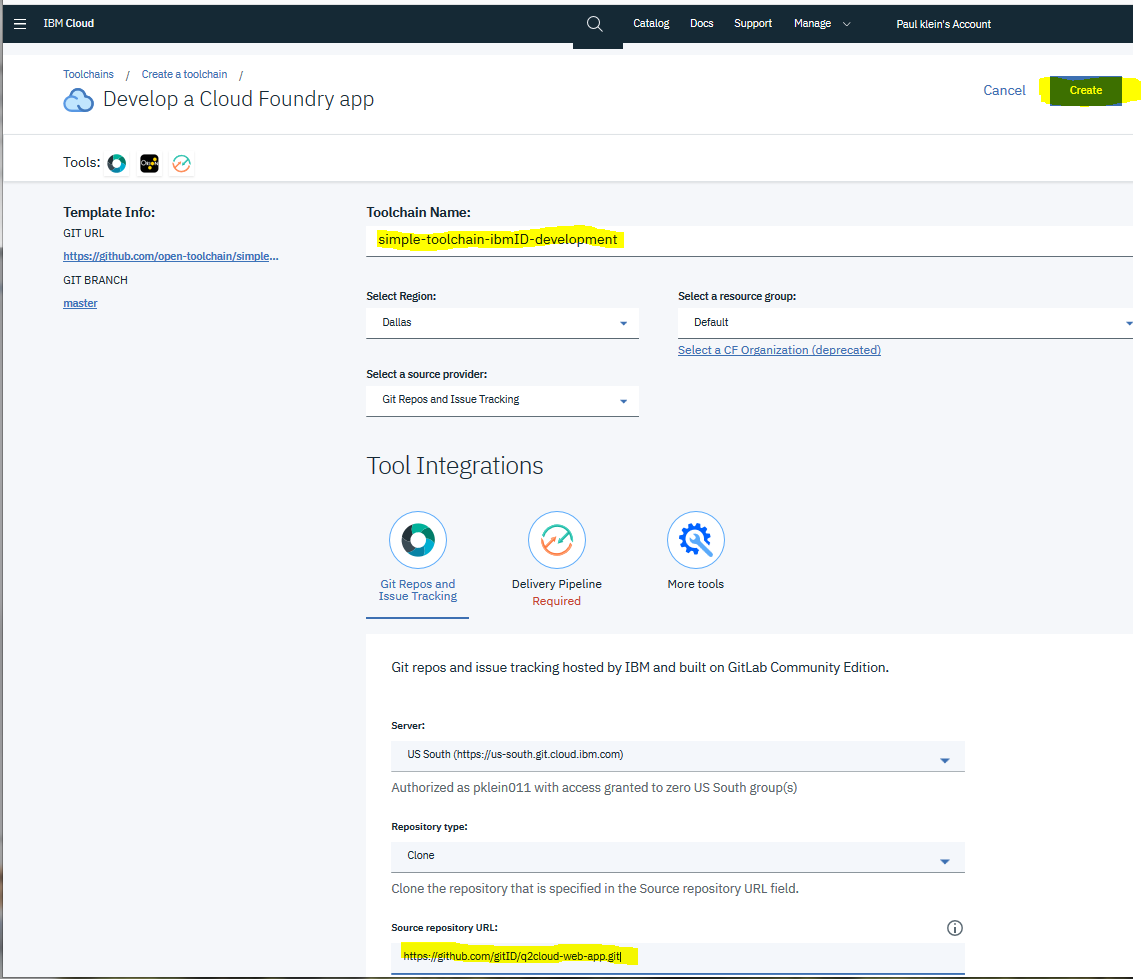 IBM Cloud
Catalog
Docs
Support
Manage
Paul klein's Account
Toolchains / Create a toolchain /
Develop a Cloud Foundry app
Cancel
Create
Tools:
ORION
Template Info:
GIT URL
https://github.com/open-toolchain/simple...
GIT BRANCH
master
Toolchain Name:
simple-toolchain-ibmID-development
Select Region:
Dallas
Select a resource group:
Default
Select a CF Organization (deprecated)
Select a source provider:
Git Repos and Issue Tracking
Tool Integrations
Git Repos and
Issue Tracking
Delivery Pipeline
Required
More tools
Git repos and issue tracking hosted by IBM and built on GitLab Community Edition.
Server:
US South (https://us-south.git.cloud.ibm.com)
Authorized as pklein011 with access granted to zero US South group(s)
Repository type:
Clone
Clone the repository that is specified in the Source repository URL field.
Source repository URL:
https://github.com/gitID/q2cloud-web-app.git